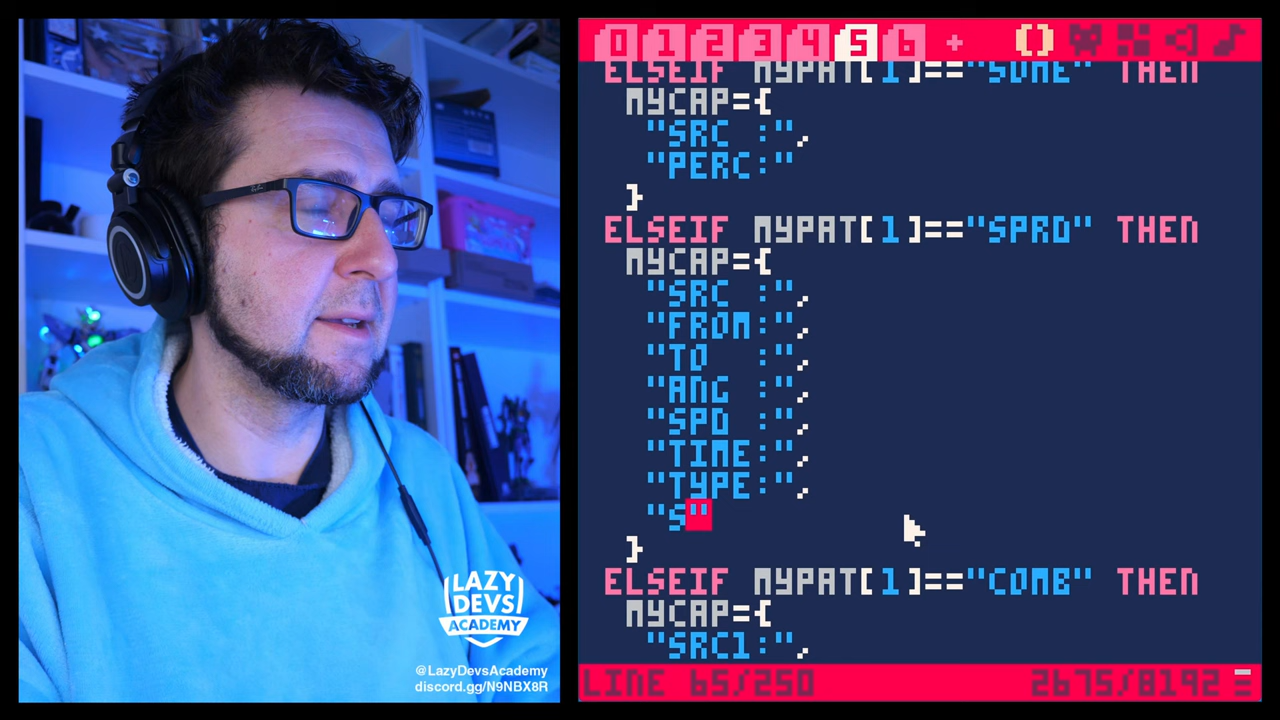 LAZY
DEVS
ACADEMY
@LazyDevsAcademy
discord.gg/N9NBX8R
0 1 2 3 4 5 6 + ()
ELSEIF MYPAT[1]=="SOME" THEN
MYCAP={
"SRC :",
"PERC:"
}
ELSEIF MYPAT[1]=="SPRD" THEN
MYCAP={
"SRC :",
"FROM:",
"TO :",
"ANG :",
"SPD :",
"TIME:",
"TYPE:",
"S"
}
ELSEIF MYPAT[1]=="COMB" THEN
MYCAP={
"SRC1:",
LINE 65/250 2675/8192